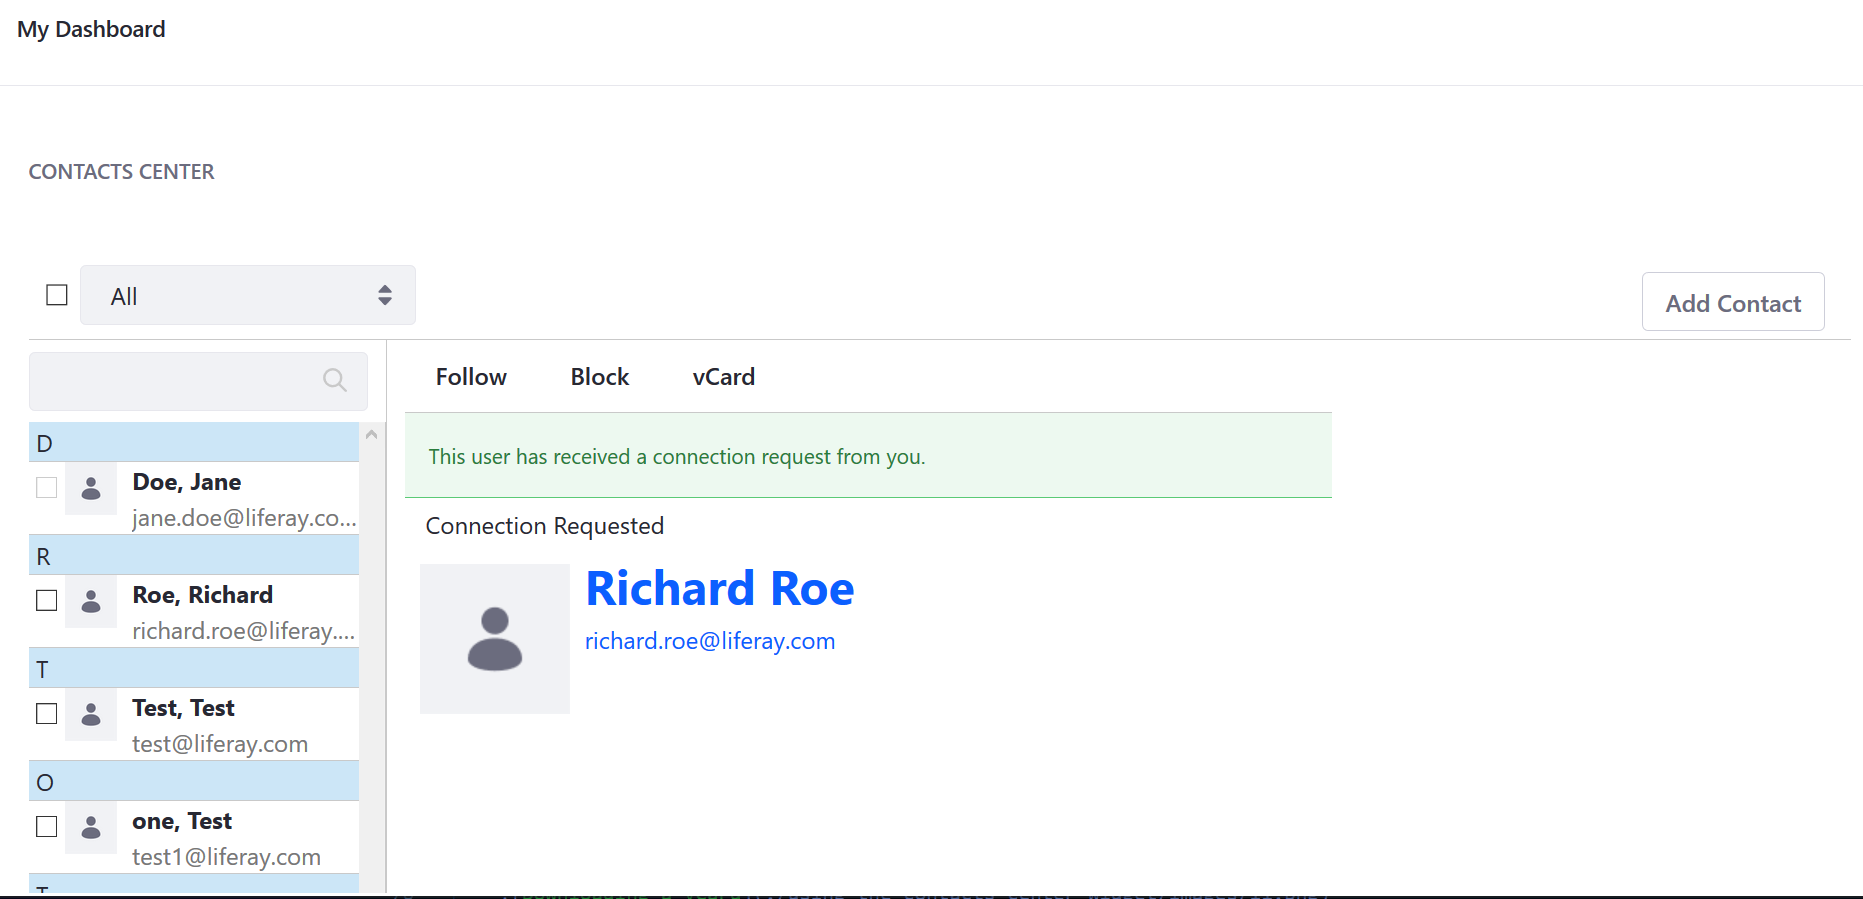 My Dashboard
CONTACTS CENTER
All
Add Contact
Follow Block vCard
D
Doe, Jane
jane.doe@liferay.co...
R
Roe, Richard
richard.roe@liferay....
T
Test, Test
test@liferay.com
O
one, Test
test1@liferay.com
This user has received a connection request from you.
Connection Requested
Richard Roe
richard.roe@liferay.com